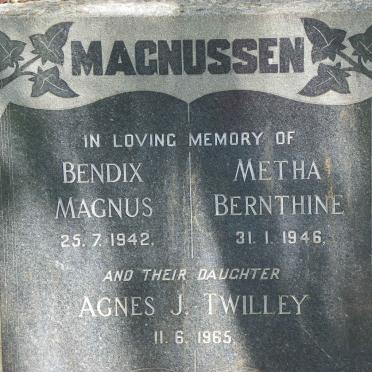 MAGNUSSEN
IN LOVING MEMORY OF
BENDIX METHA
MAGNUS BERNTHINE
25.7.1942. 31.1.1946.
AND THEIR DAUGHTER
AGNES J. TWILLEY
11.6.1965.